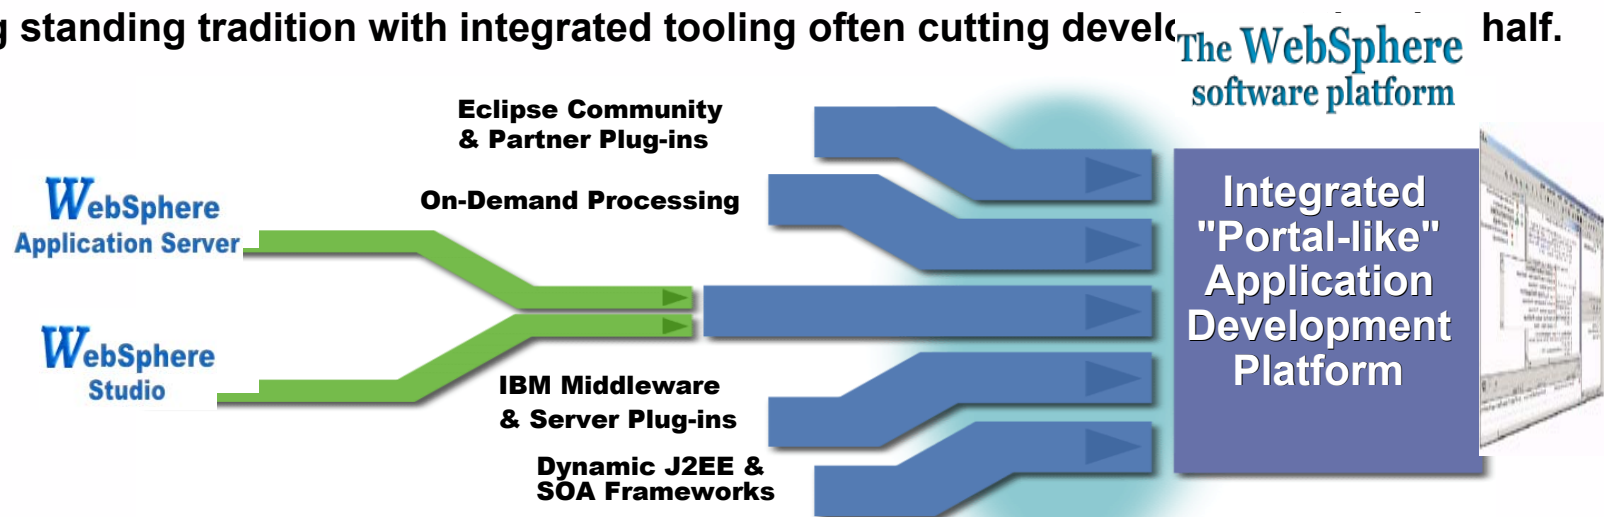 standing tradition with integrated tooling often cutting half.
The WebSphere
software platform
Eclipse Community
& Partner Plug-ins
On-Demand Processing
WebSphere
Application Server
WebSphere
Studio
IBM Middleware
& Server Plug-ins
Dynamic J2EE &
SOA Frameworks
Integrated
"Portal-like"
Application
Development
Platform